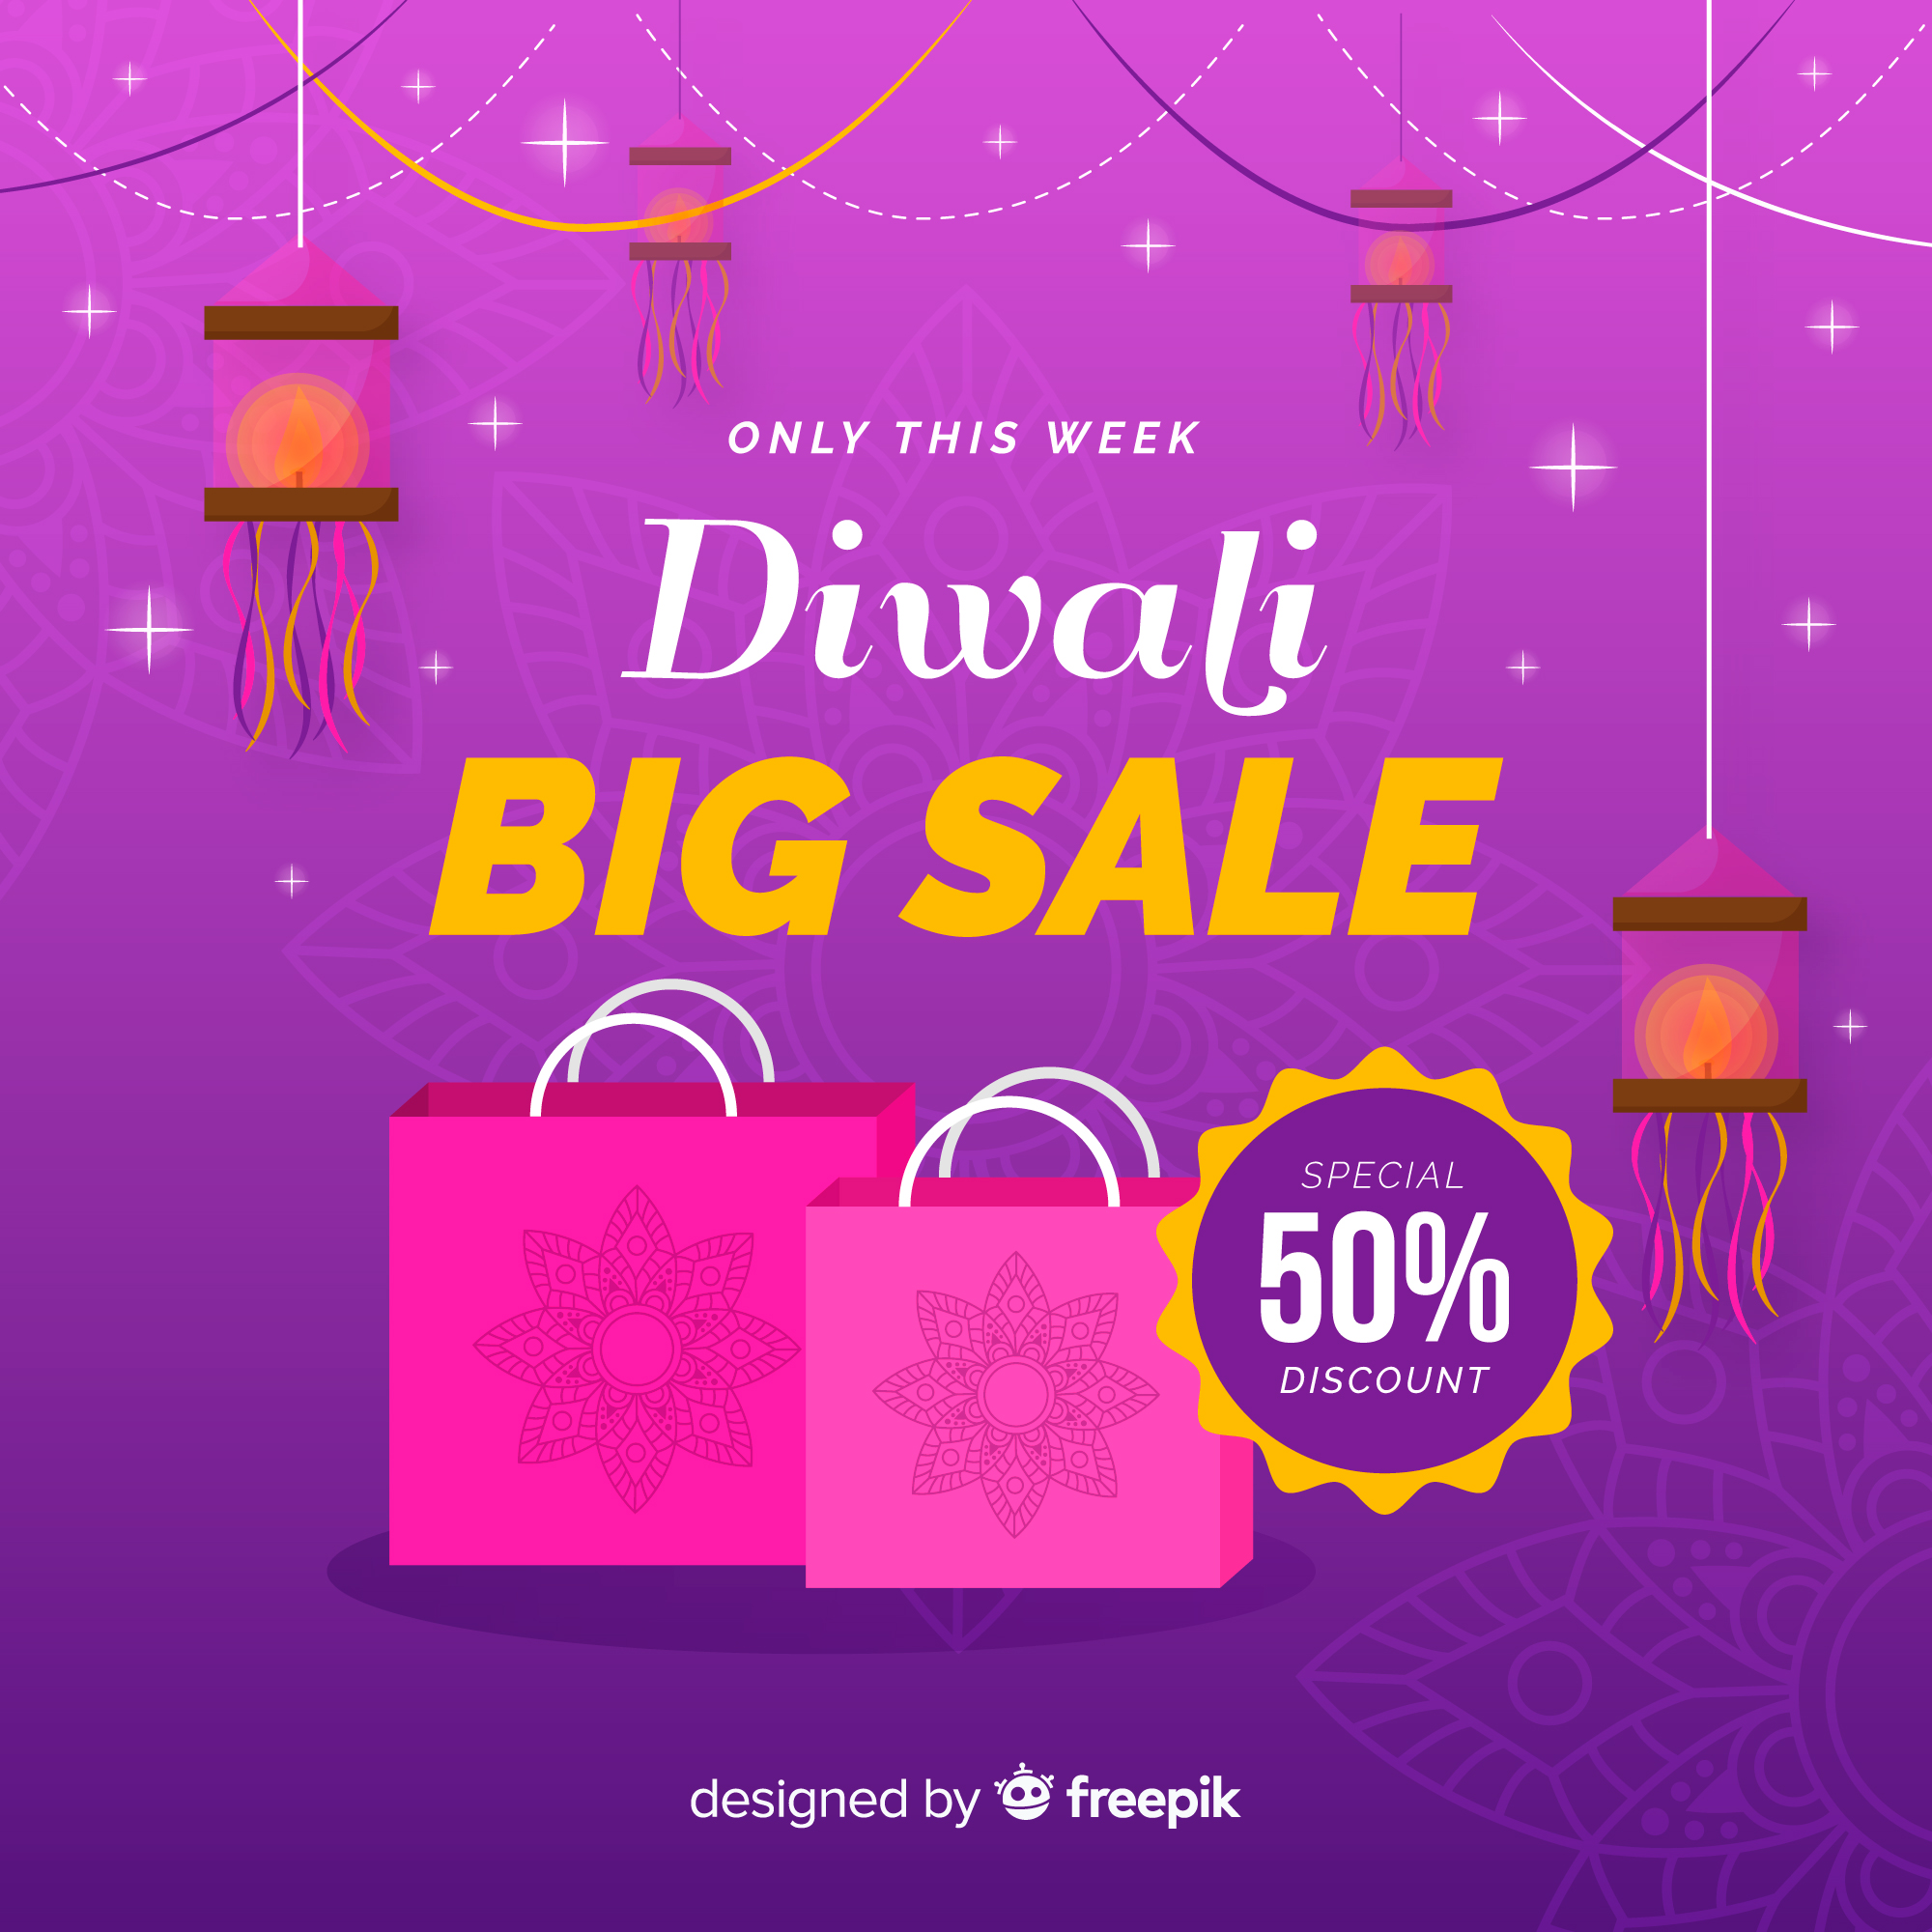 ONLY THIS WEEK
Diwali
BIG SALE
SPECIAL
50%
DISCOUNT
designed by freepik